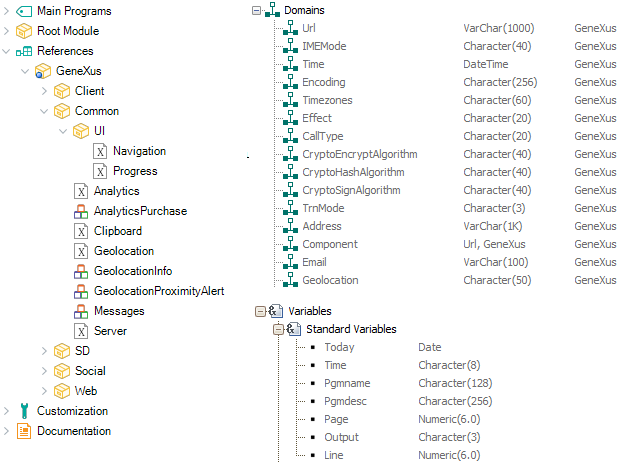 Main Programs
Root Module
References
GeneXus
Client
Common
UI
Navigation
Progress
Analytics
AnalyticsPurchase
Clipboard
Geolocation
GeolocationInfo
GeolocationProximityAlert
Messages
Server
SD
Social
Web
Customization
Documentation
Domains
Url VarChar(1000) GeneXus
IMEMode Character(40) GeneXus
Time DateTime GeneXus
Encoding Character(256) GeneXus
Timezones Character(60) GeneXus
Effect Character(20) GeneXus
CallType Character(20) GeneXus
CryptoEncryptAlgorithm Character(40) GeneXus
CryptoHashAlgorithm Character(40) GeneXus
CryptoSignAlgorithm Character(40) GeneXus
TrnMode Character(3) GeneXus
Address VarChar(1K) GeneXus
Component Url, GeneXus GeneXus
Email VarChar(100) GeneXus
Geolocation Character(50) GeneXus
Variables
Standard Variables
Today Date
Time Character(8)
Pgmname Character(128)
Pgmdesc Character(256)
Page Numeric(6.0)
Output Character(3)
Line Numeric(6.0)